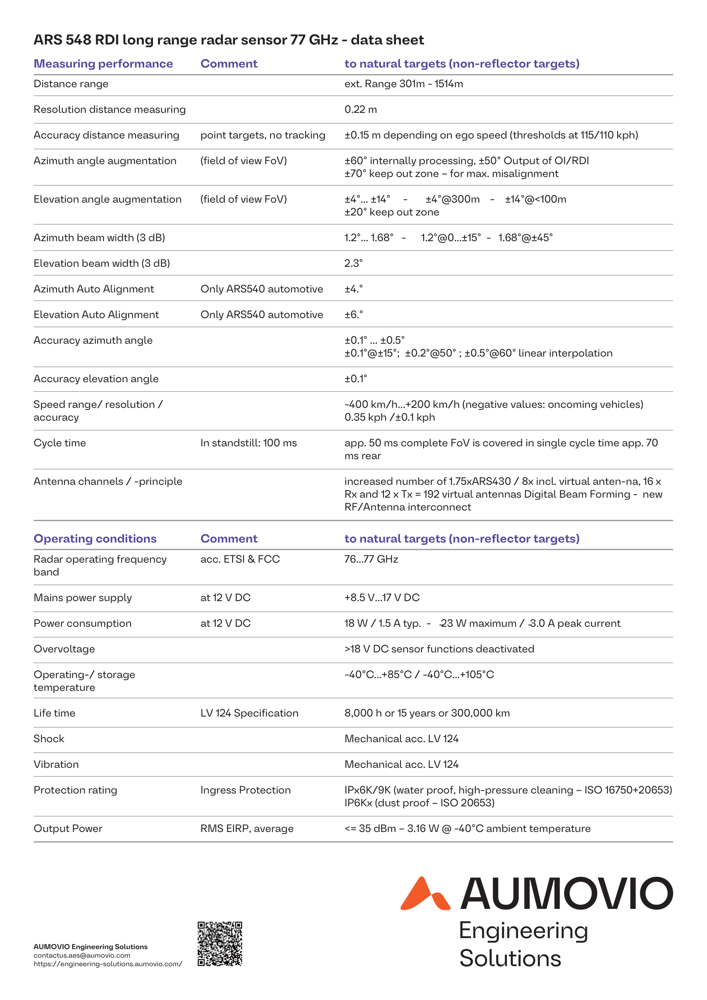 ARS 548 RDI long range radar sensor 77 GHz - data sheet
Measuring performance Comment to natural targets (non-reflector targets)
Distance range ext. Range 301m - 1514m
Resolution distance measuring 0.22 m
Accuracy distance measuring point targets, no tracking ±0.15 m depending on ego speed (thresholds at 115/110 kph)
Azimuth angle augmentation (field of view FoV) ±60° internally processing, ±50° Output of OI/RDI
±70° keep out zone – for max. misalignment
Elevation angle augmentation (field of view FoV) ±4°... ±14° - ±4°@300m - ±14°@<100m
±20° keep out zone
Azimuth beam width (3 dB) 1.2°... 1.68° - 1.2°@0...±15° - 1.68°@±45°
Elevation beam width (3 dB) 2.3°
Azimuth Auto Alignment Only ARS540 automotive ±4.°
Elevation Auto Alignment Only ARS540 automotive ±6.°
Accuracy azimuth angle ±0.1° ... ±0.5°
±0.1°@±15°; ±0.2°@50° ; ±0.5°@60° linear interpolation
Accuracy elevation angle ±0.1°
Speed range/ resolution / -400 km/h...+200 km/h (negative values: oncoming vehicles)
accuracy 0.35 kph /±0.1 kph
Cycle time In standstill: 100 ms app. 50 ms complete FoV is covered in single cycle time app. 70
ms rear
Antenna channels / -principle increased number of 1.75xARS430 / 8x incl. virtual anten-na, 16 x
Rx and 12 x Tx = 192 virtual antennas Digital Beam Forming - new
RF/Antenna interconnect
Operating conditions Comment to natural targets (non-reflector targets)
Radar operating frequency acc. ETSI & FCC 76...77 GHz
band
Mains power supply at 12 V DC +8.5 V...17 V DC
Power consumption at 12 V DC 18 W / 1.5 A typ. - ~23 W maximum / ~3.0 A peak current
Overvoltage >18 V DC sensor functions deactivated
Operating-/ storage -40°C...+85°C / -40°C...+105°C
temperature
Life time LV 124 Specification 8,000 h or 15 years or 300,000 km
Shock Mechanical acc. LV 124
Vibration Mechanical acc. LV 124
Protection rating Ingress Protection IPx6K/9K (water proof, high-pressure cleaning – ISO 16750+20653)
IP6Kx (dust proof – ISO 20653)
Output Power RMS EIRP, average <= 35 dBm – 3.16 W @ -40°C ambient temperature
AUMOVIO
Engineering
Solutions
AUMOVIO Engineering Solutions
contactus.aes@aumovio.com
https://engineering-solutions.aumovio.com/